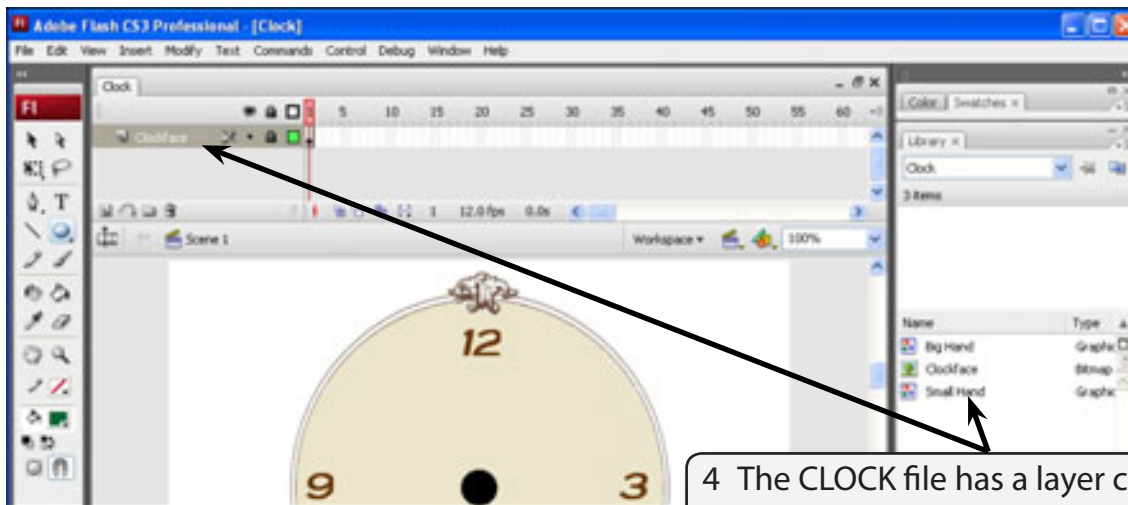 Adobe Flash CS3 Professional - [Clock]
File Edit View Insert Modify Text Commands Control Debug Window Help
Clock
Fl
5 10 15 20 25 30 35 40 45 50 55 60
Clockface
1 12.0 fps 0.0s
Scene 1
Workspace
100%
Color Swatches ×
Library ×
Clock
3 items
Name Type
Big Hand Graphic
Clockface Bitmap
Small Hand Graphic
12
9
3
4 The CLOCK file has a layer c